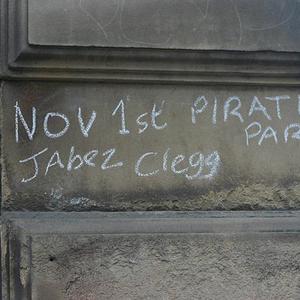 NOV 1st PIRAT
PAR
JAbez Clegg